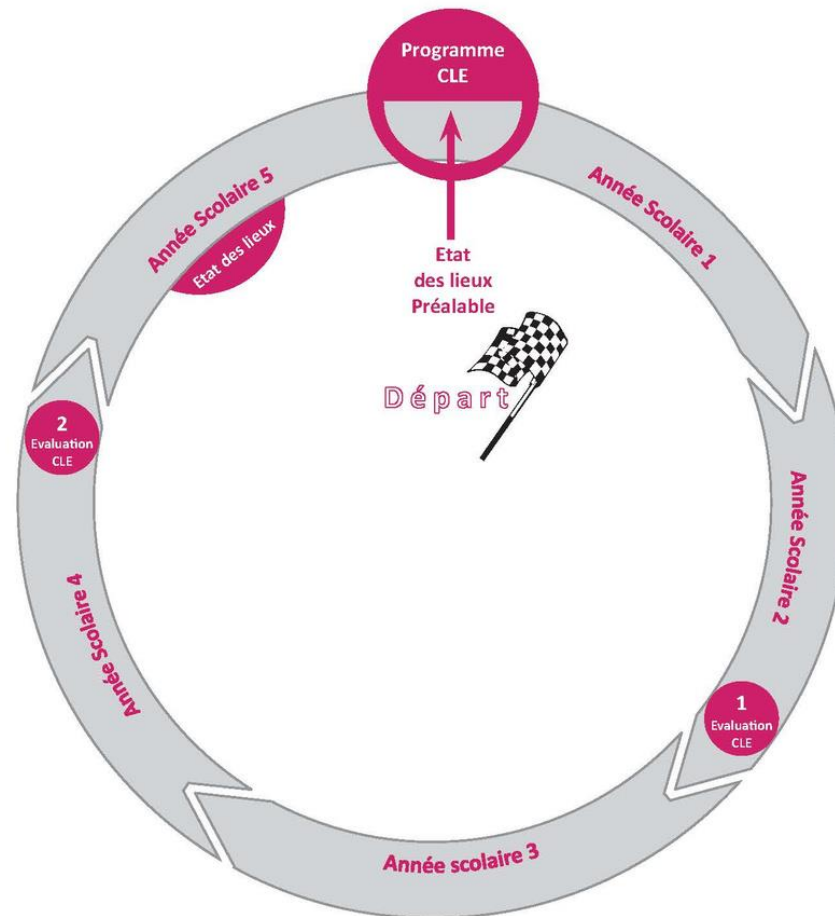 Programme
CLE
Année Scolaire 1
Année Scolaire 5
Etat des lieux
Etat
des lieux
Préalable
Départ
2
Evaluation
CLE
Année Scolaire 2
Année Scolaire 4
1
Evaluation
CLE
Année scolaire 3